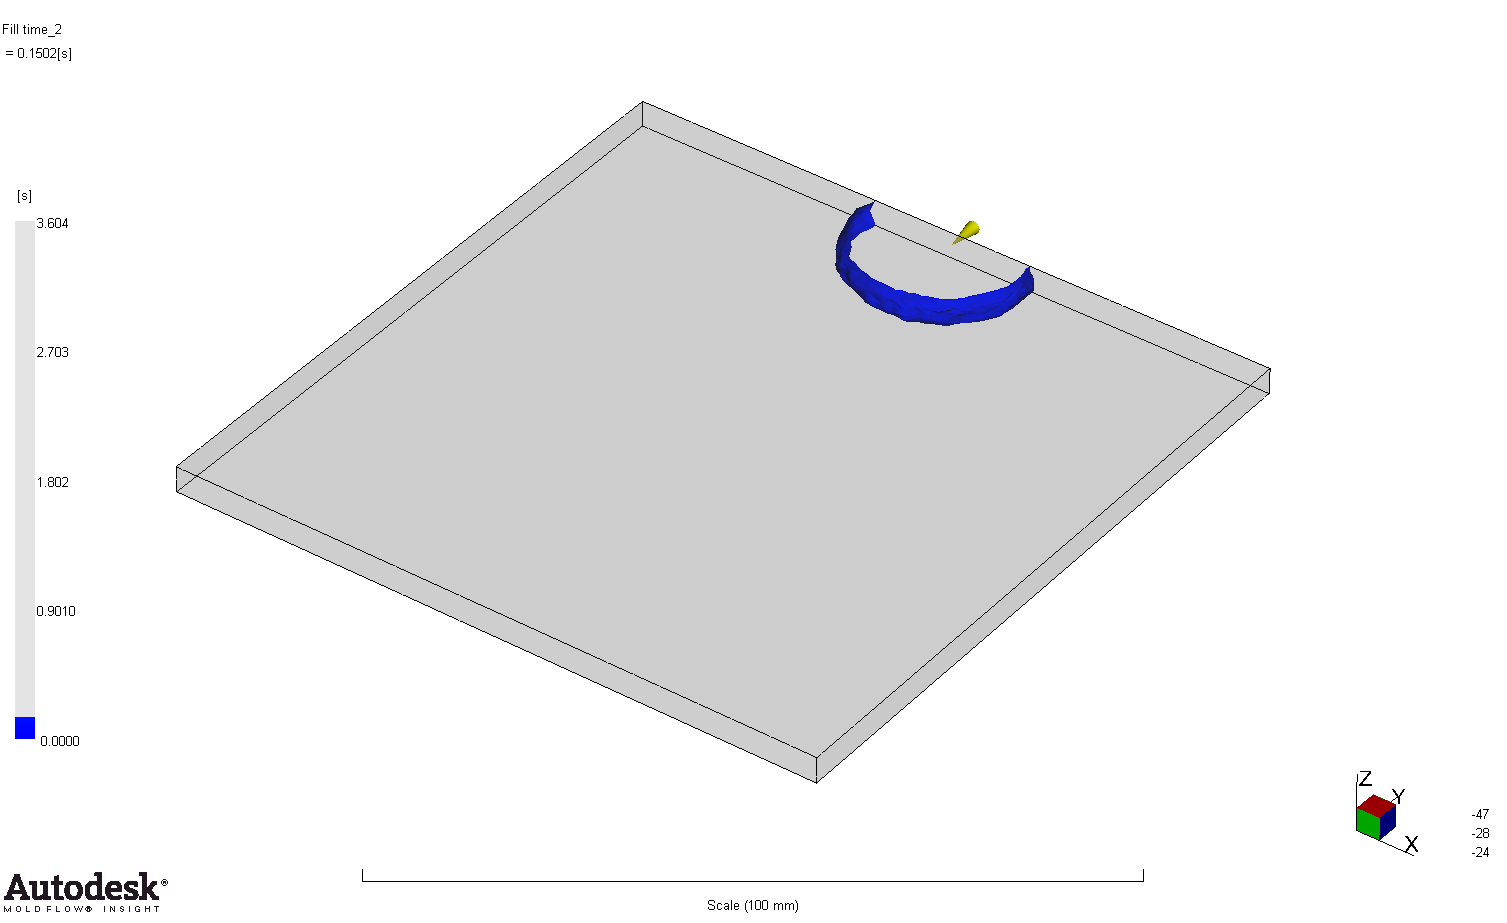 Fill time_2
= 0.1502[s]
[s]
3.604
2.703
1.802
0.9010
0.0000
Z
Y
X
-47
-28
-24
Scale (100 mm)
Autodesk®
MOLDFLOW® INSIGHT